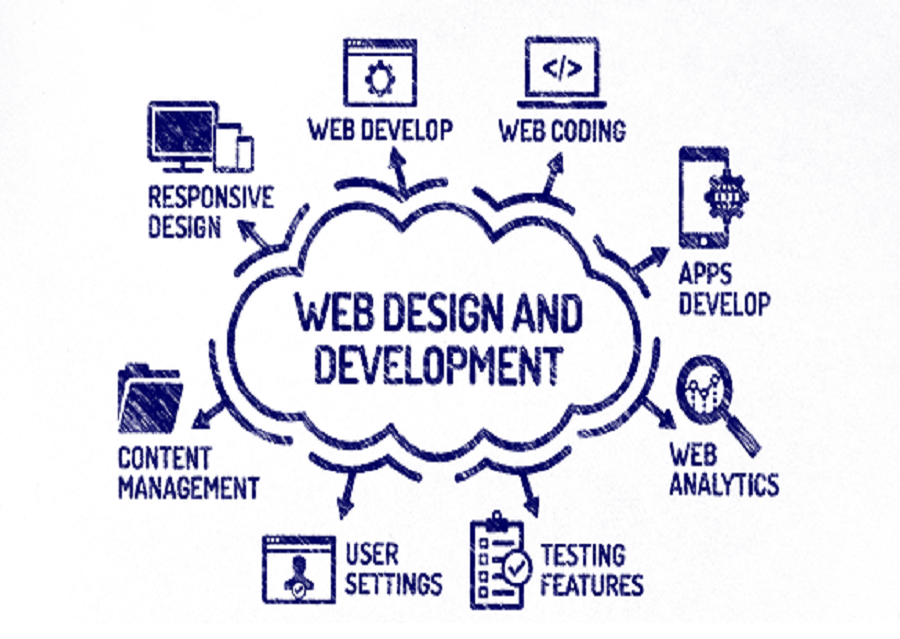 WEB DEVELOP
WEB CODING
RESPONSIVE
DESIGN
APPS
DEVELOP
WEB DESIGN AND
DEVELOPMENT
CONTENT
MANAGEMENT
WEB
ANALYTICS
USER
SETTINGS
TESTING
FEATURES